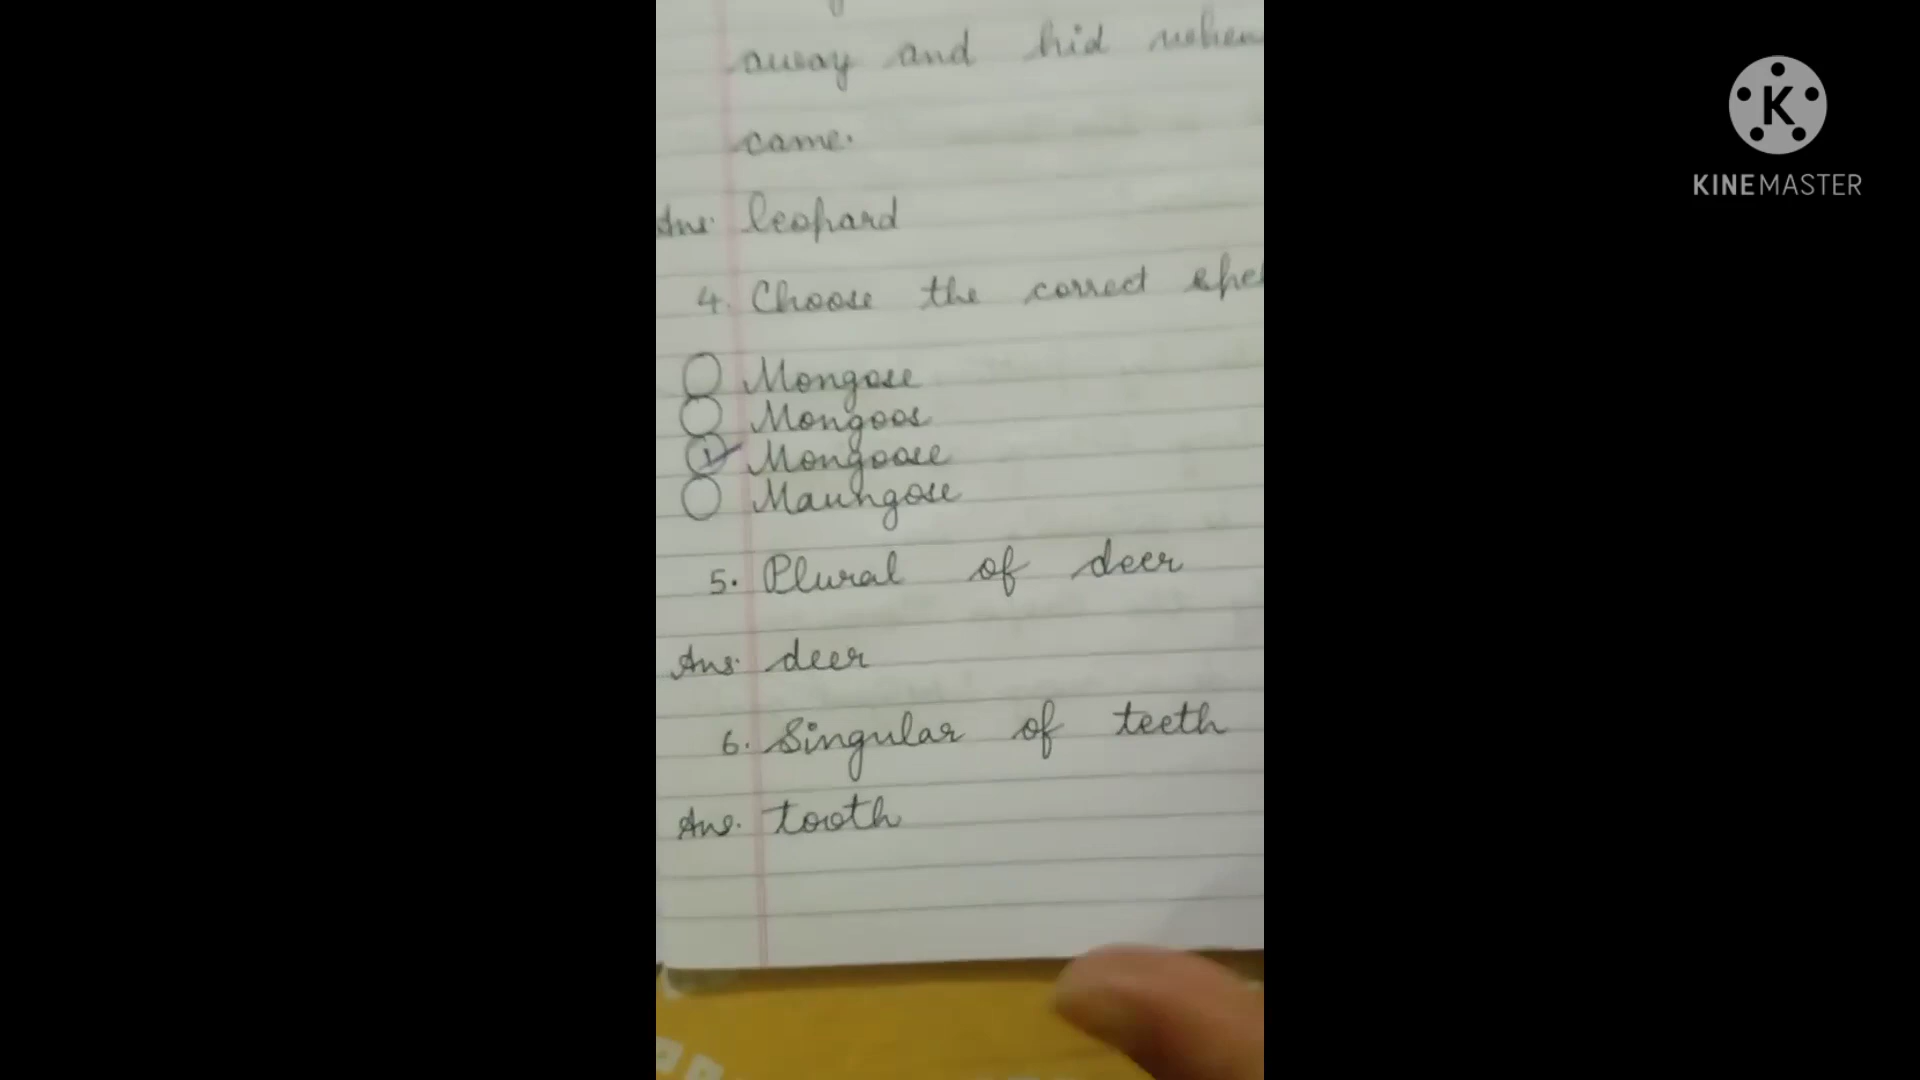 away and hid when
came.
Ans. leopard
4. Choose the correct spel
Mongose
Mongoos
Mongoose
Maungose
5. Plural of deer
Ans. deer
6. Singular of teeth
Ans. tooth
K
KINEMASTER